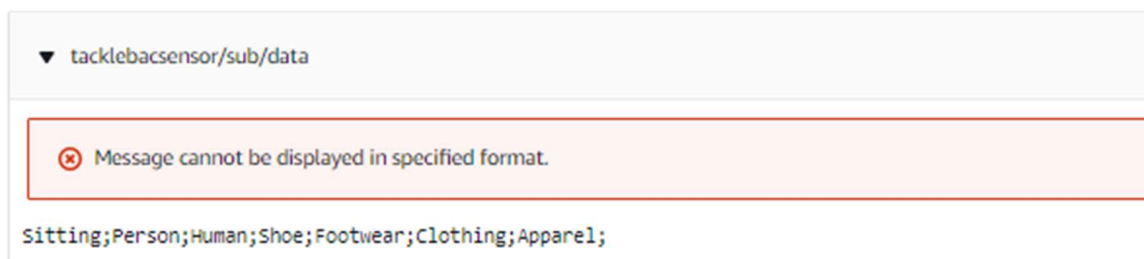 tacklebacsensor/sub/data
Message cannot be displayed in specified format.
Sitting;Person;Human;Shoe;Footwear;Clothing;Apparel;